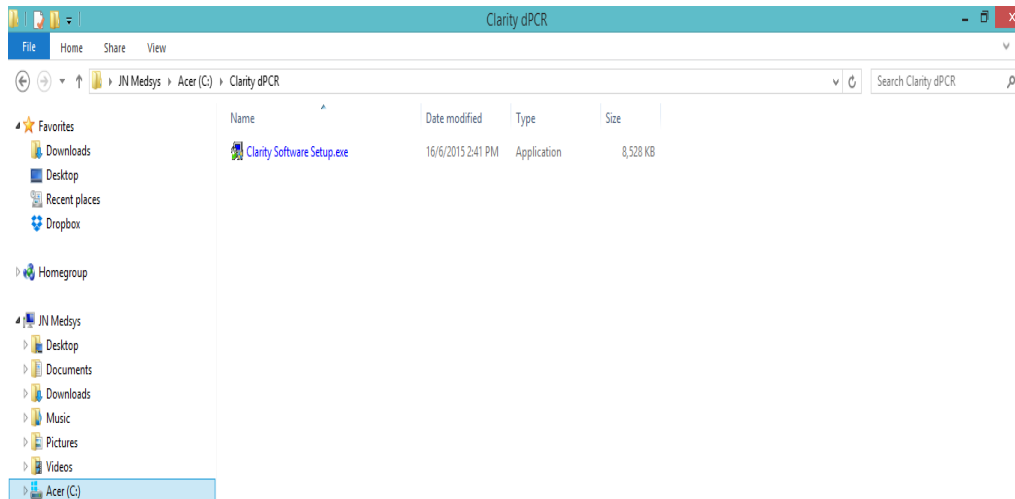 Clarity dPCR
File Home Share View
JN Medsys Acer (C:) Clarity dPCR Search Clarity dPCR
Name Date modified Type Size
Clarity Software Setup.exe 16/6/2015 2:41 PM Application 8,528 KB
Favorites
Downloads
Desktop
Recent places
Dropbox
Homegroup
JN Medsys
Desktop
Documents
Downloads
Music
Pictures
Videos
Acer (C:)